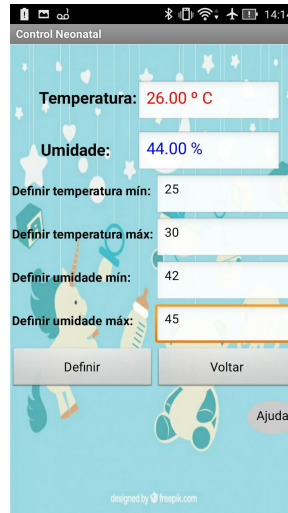 14:14
Control Neonatal
Temperatura: 26.00 º C
Umidade: 44.00 %
Definir temperatura mín: 25
Definir temperatura máx: 30
Definir umidade mín: 42
Definir umidade máx: 45
Definir Voltar
Ajuda
designed by freepik.com